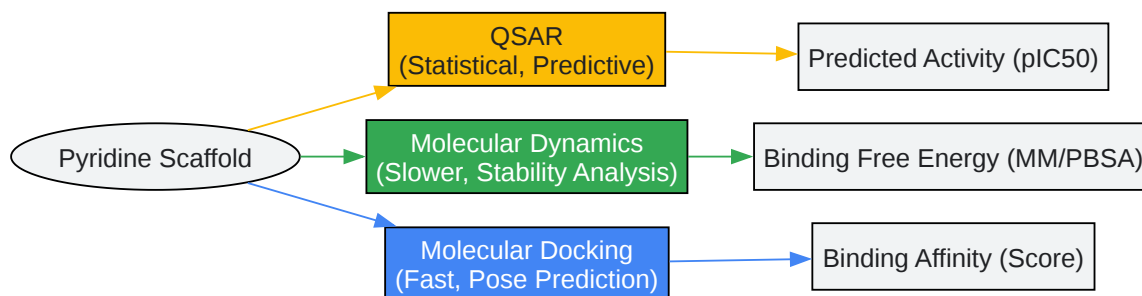 QSAR
(Statistical, Predictive)
Predicted Activity (pIC50)
Pyridine Scaffold
Molecular Dynamics
(Slower, Stability Analysis)
Binding Free Energy (MM/PBSA)
Molecular Docking
(Fast, Pose Prediction)
Binding Affinity (Score)